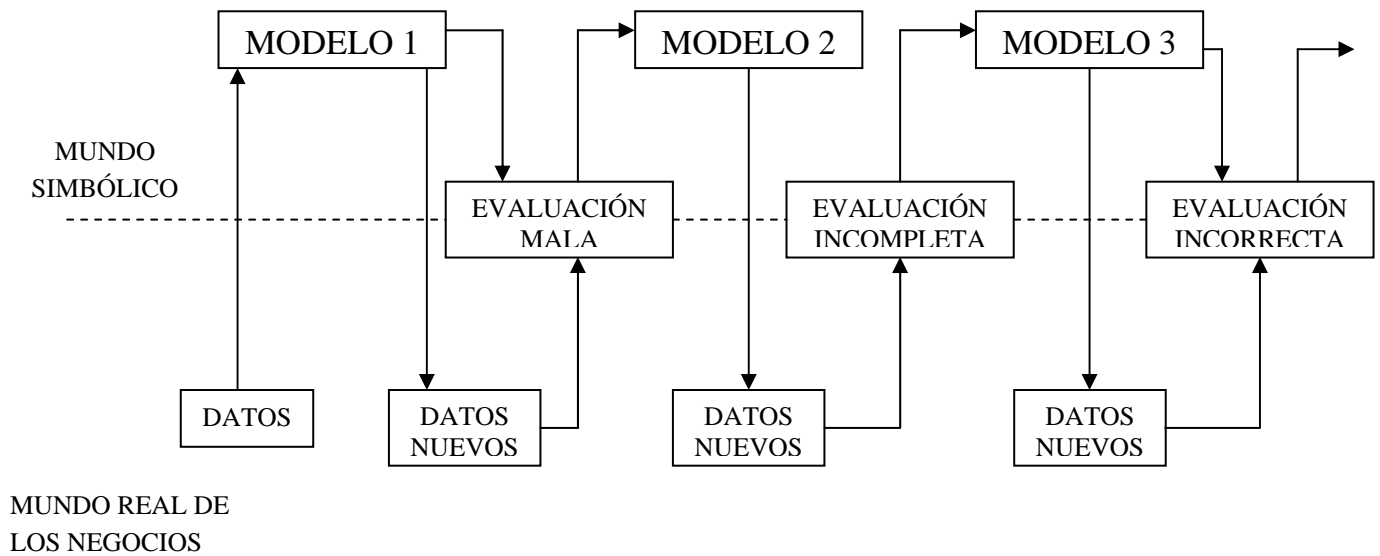 MODELO 1
MODELO 2
MODELO 3
MUNDO
SIMBÓLICO
EVALUACIÓN
MALA
EVALUACIÓN
INCOMPLETA
EVALUACIÓN
INCORRECTA
DATOS
DATOS
NUEVOS
DATOS
NUEVOS
DATOS
NUEVOS
MUNDO REAL DE
LOS NEGOCIOS